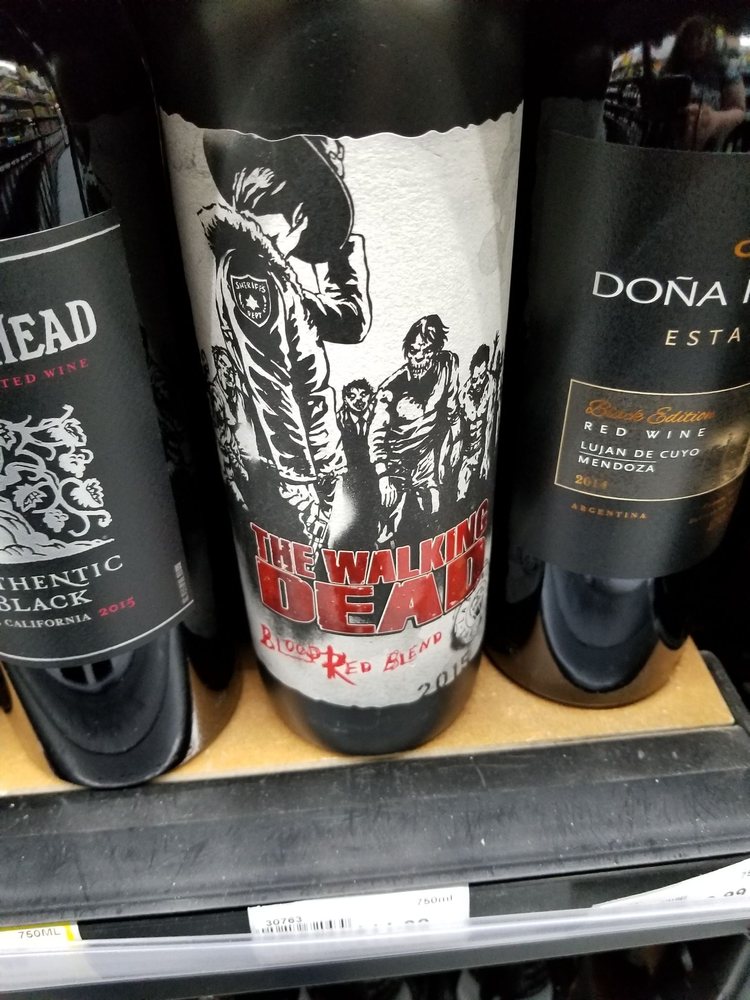 HEAD
TED WINE
THENTIC
BLACK
CALIFORNIA 2015
SHERIFF'S
DEPT
THE WALKING
DEAD
BLOOD RED BLEND
2015
DOÑA
ESTA
Black Edition
RED WINE
LUJAN DE CUYO
MENDOZA
2014
ARGENTINA
750ML
30763
750ml